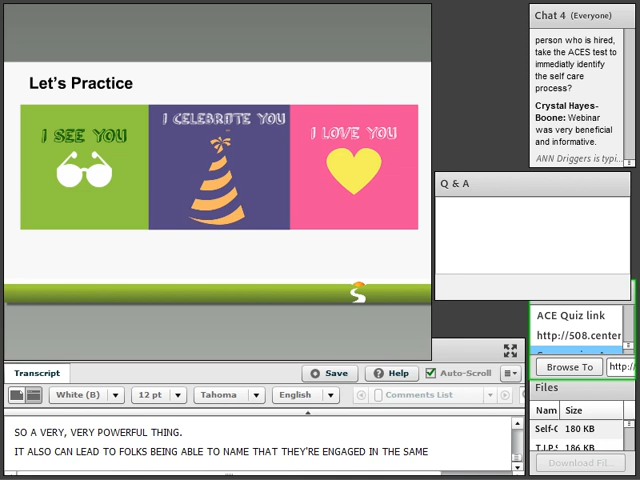 Let's Practice
I SEE YOU
I CELEBRATE YOU
I LOVE YOU
Chat 4 (Everyone)
person who is hired,
take the ACES test to
immediatly identify
the self care
process?
Crystal Hayes-
Boone: Webinar
was very beneficial
and informative.
ANN Driggers is typi...
Q & A
ACE Quiz link
http://508.center
Browse To
http:/
Files
Nam
Size
Self-C
180 KB
T.I.P.S
186 KB
Download File...
Transcript
Save
Help
Auto-Scroll
White (B)
12 pt
Tahoma
English
Comments List
SO A VERY, VERY POWERFUL THING.
IT ALSO CAN LEAD TO FOLKS BEING ABLE TO NAME THAT THEY'RE ENGAGED IN THE SAME